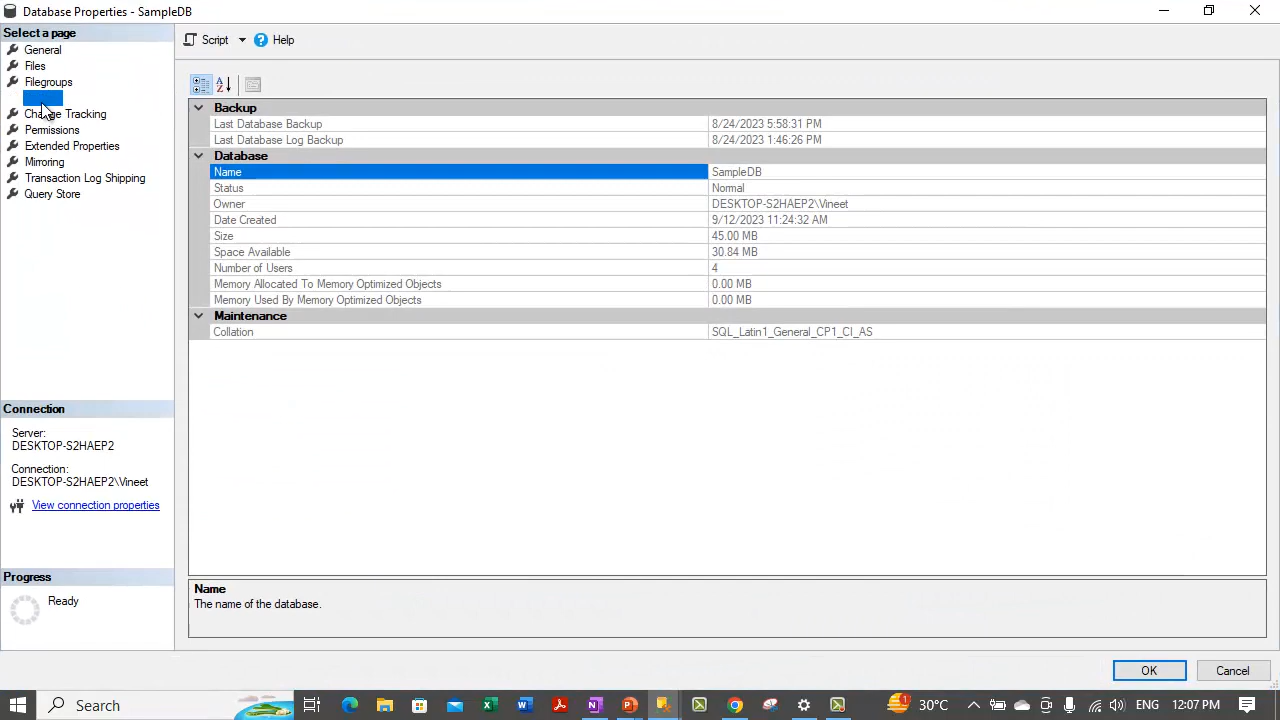 Database Properties - SampleDB
Select a page
General
Files
Filegroups
Change Tracking
Permissions
Extended Properties
Mirroring
Transaction Log Shipping
Query Store
Script
Help
Backup
Last Database Backup 8/24/2023 5:58:31 PM
Last Database Log Backup 8/24/2023 1:46:26 PM
Database
Name SampleDB
Status Normal
Owner DESKTOP-S2HAEP2\Vineet
Date Created 9/12/2023 11:24:32 AM
Size 45.00 MB
Space Available 30.84 MB
Number of Users 4
Memory Allocated To Memory Optimized Objects 0.00 MB
Memory Used By Memory Optimized Objects 0.00 MB
Maintenance
Collation SQL_Latin1_General_CP1_CI_AS
Connection
Server:
DESKTOP-S2HAEP2
Connection:
DESKTOP-S2HAEP2\Vineet
View connection properties
Progress
Ready
Name
The name of the database.
OK Cancel
Search
30°C ENG 12:07 PM